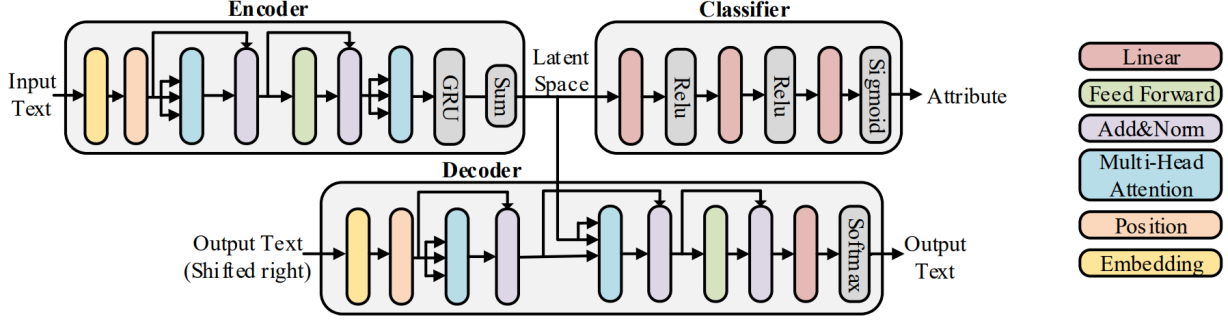 Encoder
Classifier
Input
Text
GRU
Sum
Latent
Space
Relu
Relu
Sigmoid
Attribute
Decoder
Output Text
(Shifted right)
Softmax
Output
Text
Linear
Feed Forward
Add&Norm
Multi-Head
Attention
Position
Embedding